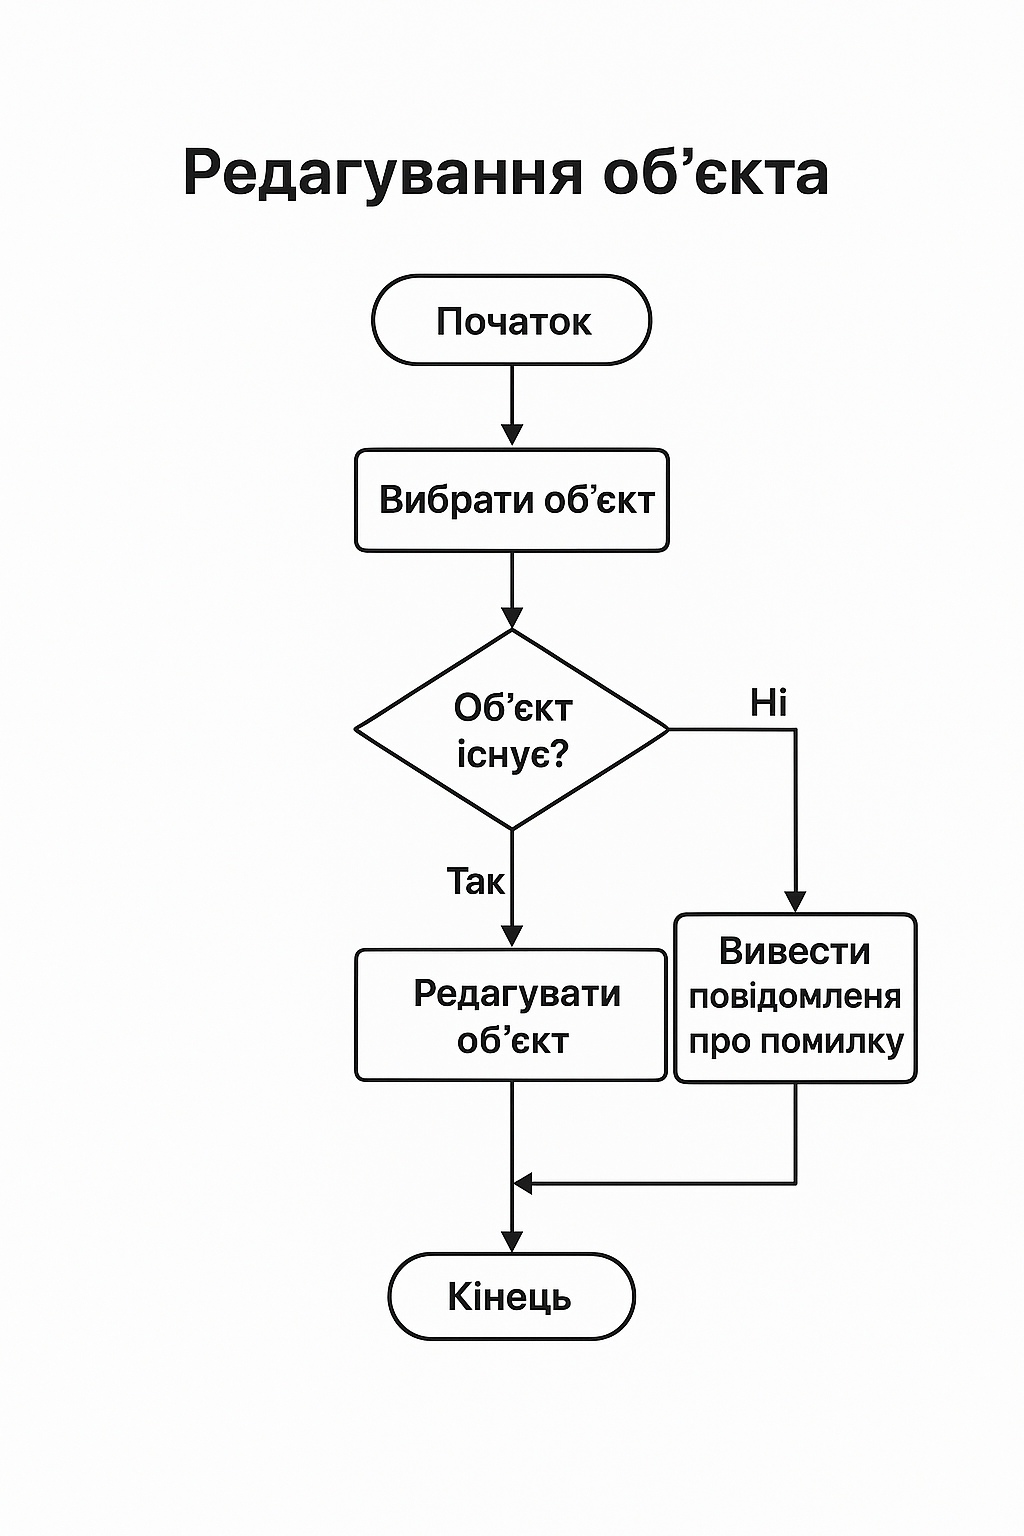 Редагування об’єкта
Початок
Вибрати об’єкт
Об’єкт
існує?
Ні
Так
Редагувати
об’єкт
Вивести
повідомленя
про помилку
Кінець